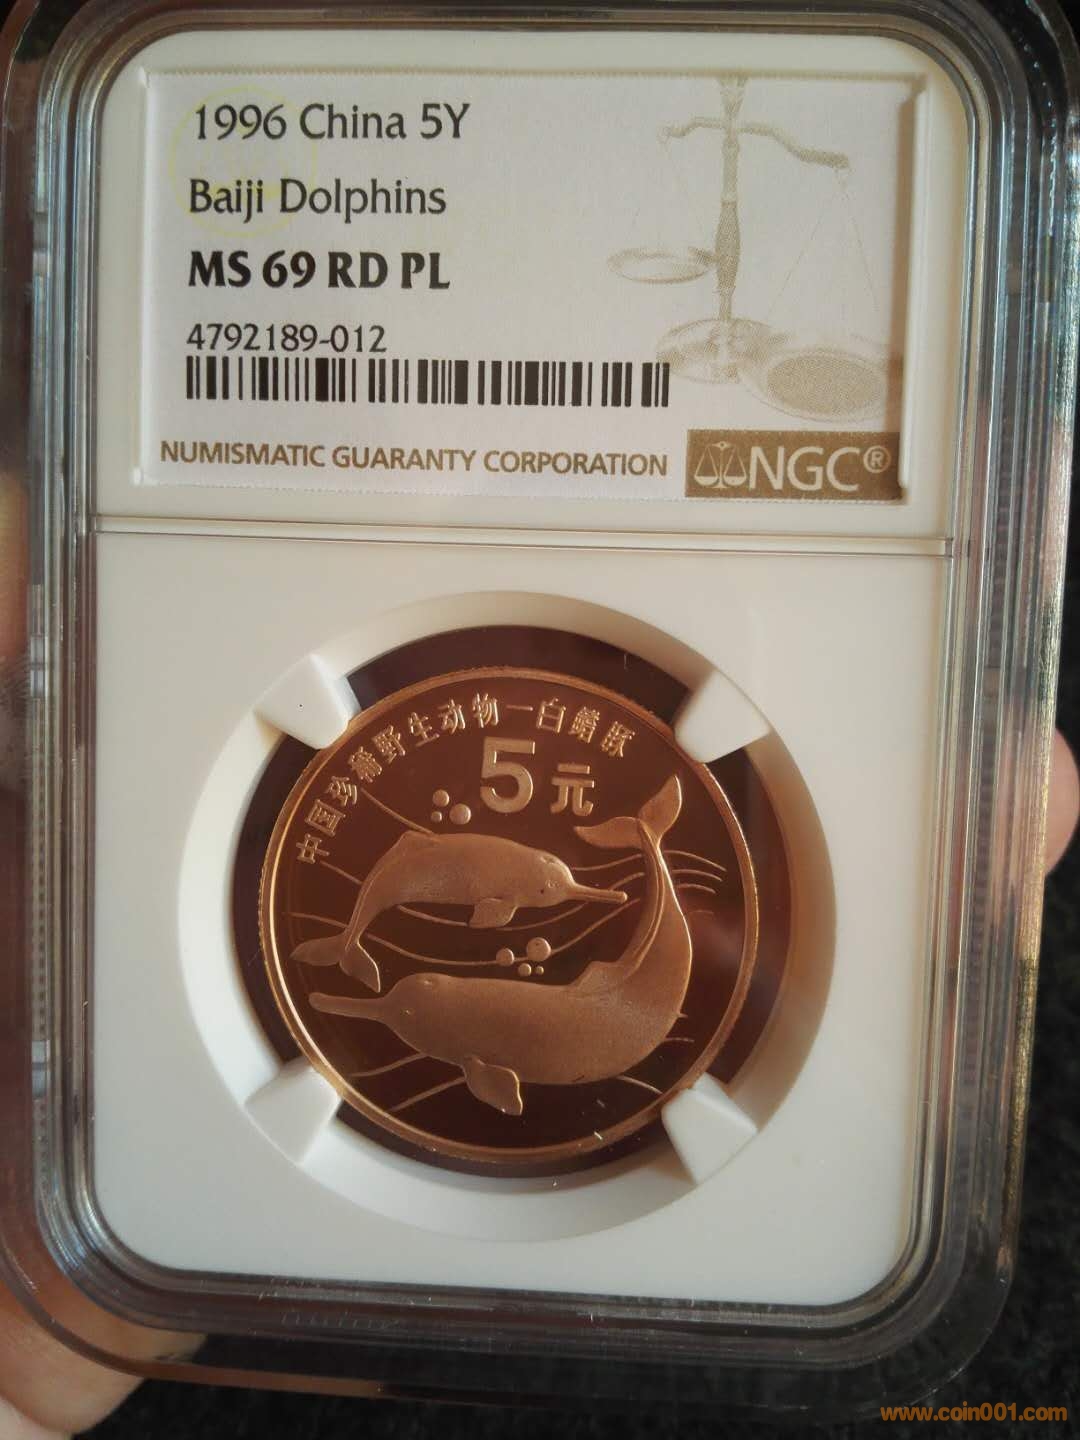 1996 China 5Y
Baiji Dolphins
MS 69 RD PL
4792189-012
NUMISMATIC GUARANTY CORPORATION
NGC®
中国珍稀野生动物—白鱀豚
5元
www.coin001.com